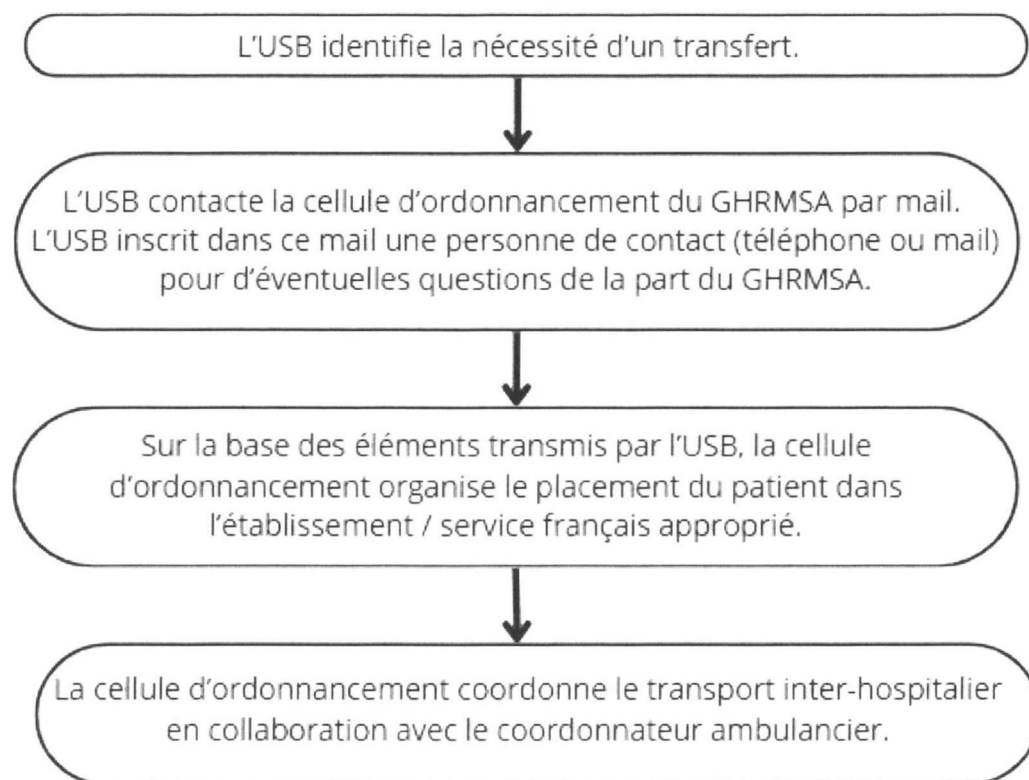 L'USB identifie la nécessité d'un transfert.
L'USB contacte la cellule d'ordonnancement du GHRMSA par mail.
L'USB inscrit dans ce mail une personne de contact (téléphone ou mail)
pour d'éventuelles questions de la part du GHRMSA.
Sur la base des éléments transmis par l'USB, la cellule
d'ordonnancement organise le placement du patient dans
l'établissement / service français approprié.
La cellule d'ordonnancement coordonne le transport inter-hospitalier
en collaboration avec le coordonnateur ambulancier.